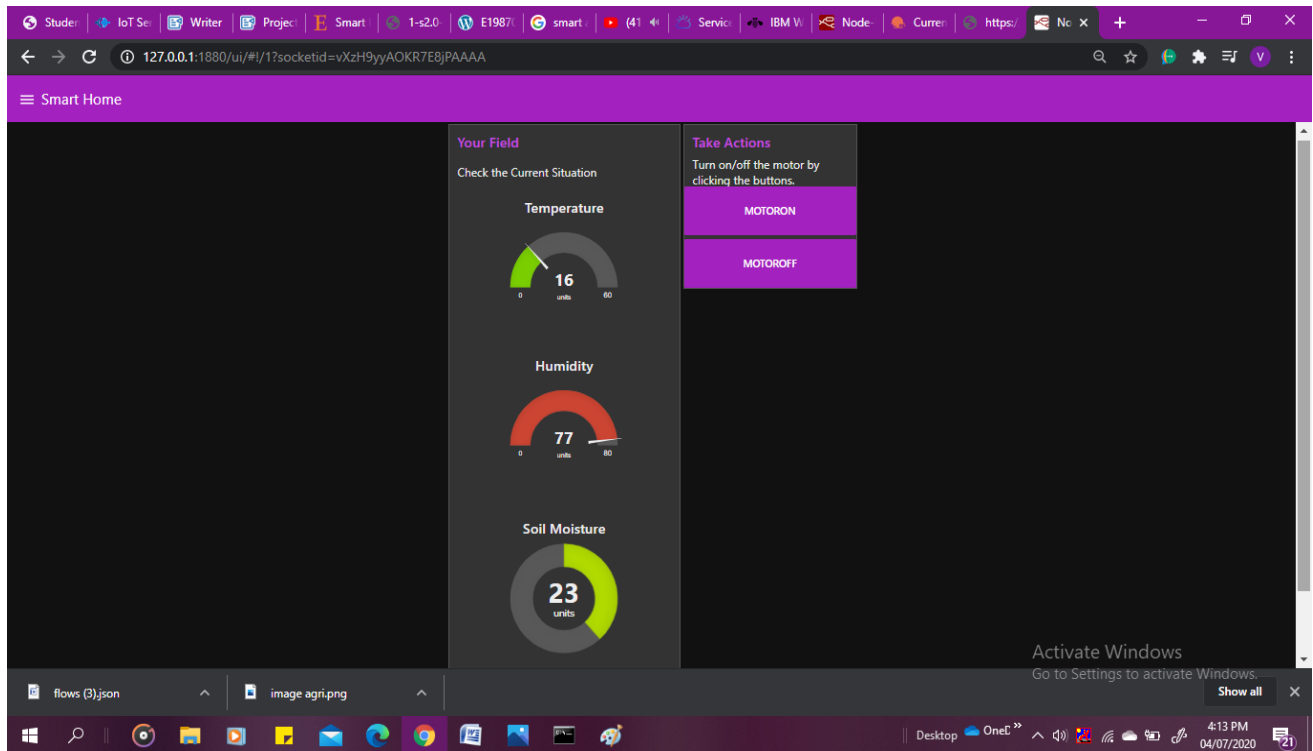 Studen
IoT Ser
Writer
Project
Smart
1-s2.0-
E1987(
smart
(41
Service
IBM W
Node-
Curren
https:/
No
127.0.0.1:1880/ui/#!/1?socketid=vXzH9yyAOKR7E8jPAAAA
V
Smart Home
Your Field
Check the Current Situation
Temperature
16
units
0
60
Humidity
77
units
0
80
Soil Moisture
23
units
Take Actions
Turn on/off the motor by
clicking the buttons.
MOTORON
MOTOROFF
Activate Windows
Go to Settings to activate Windows.
flows (3).json
image agri.png
Show all
Desktop
OneD
4:13 PM
04/07/2020
21